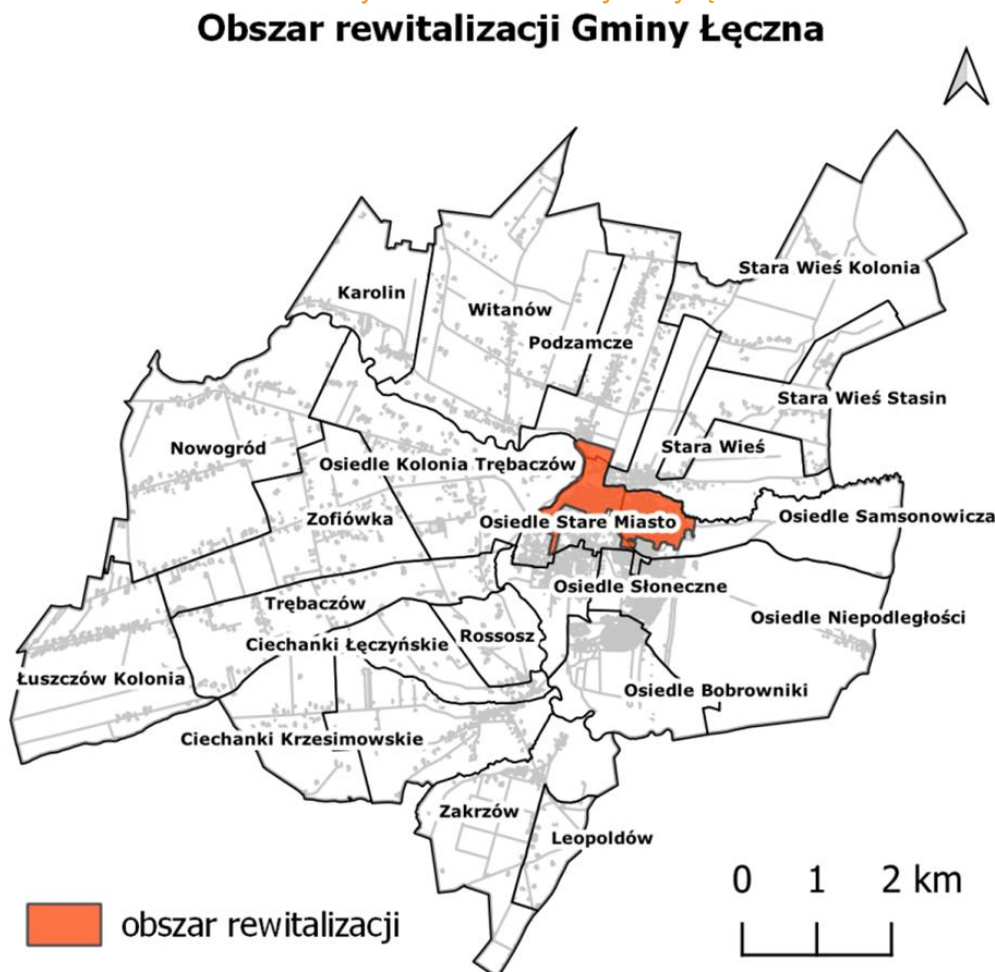 Obszar rewitalizacji Gminy Łęczna
Stara Wieś Kolonia
Karolin
Witanów
Podzamcze
Stara Wieś Stasin
Nowogród
Stara Wieś
Osiedle Kolonia Trębaczów
Zofiówka
Osiedle Stare Miasto
Osiedle Samsonowicza
Osiedle Słoneczne
Trębaczów
Osiedle Niepodległości
Ciechanki Łęczyńskie
Rossosz
Łuszczów Kolonia
Osiedle Bobrowniki
Ciechanki Krzesimowskie
Zakrzów
Leopoldów
0 1 2 km
obszar rewitalizacji